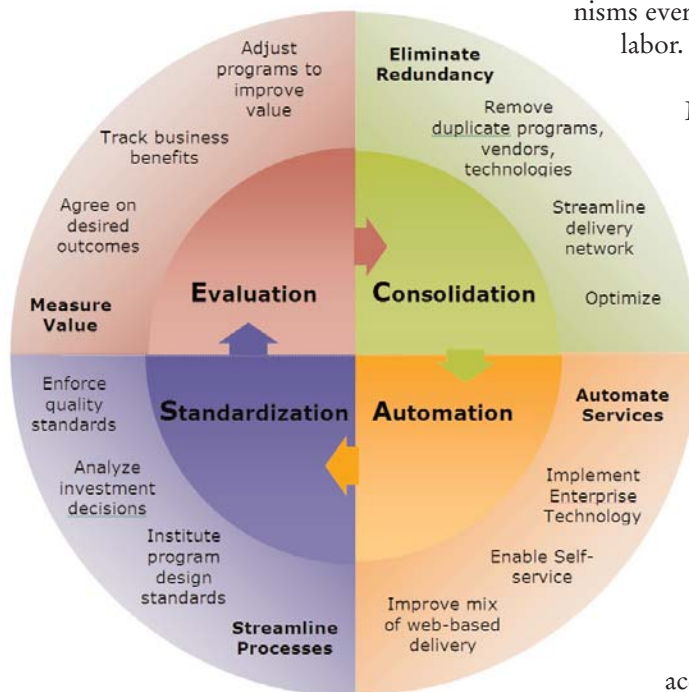 nisms even
labor.
Adjust
programs to
improve
value
Track business
benefits
Agree on
desired
outcomes
Measure
Value
Evaluation
Eliminate
Redundancy
Remove
duplicate programs,
vendors,
technologies
Streamline
delivery
network
Optimize
Consolidation
Automate
Services
Implement
Enterprise
Technology
Enable Self-
service
Improve mix
of web-based
delivery
Automation
Standardization
Enforce
quality
standards
Analyze
investment
decisions
Institute
program
design
standards
Streamline
Processes